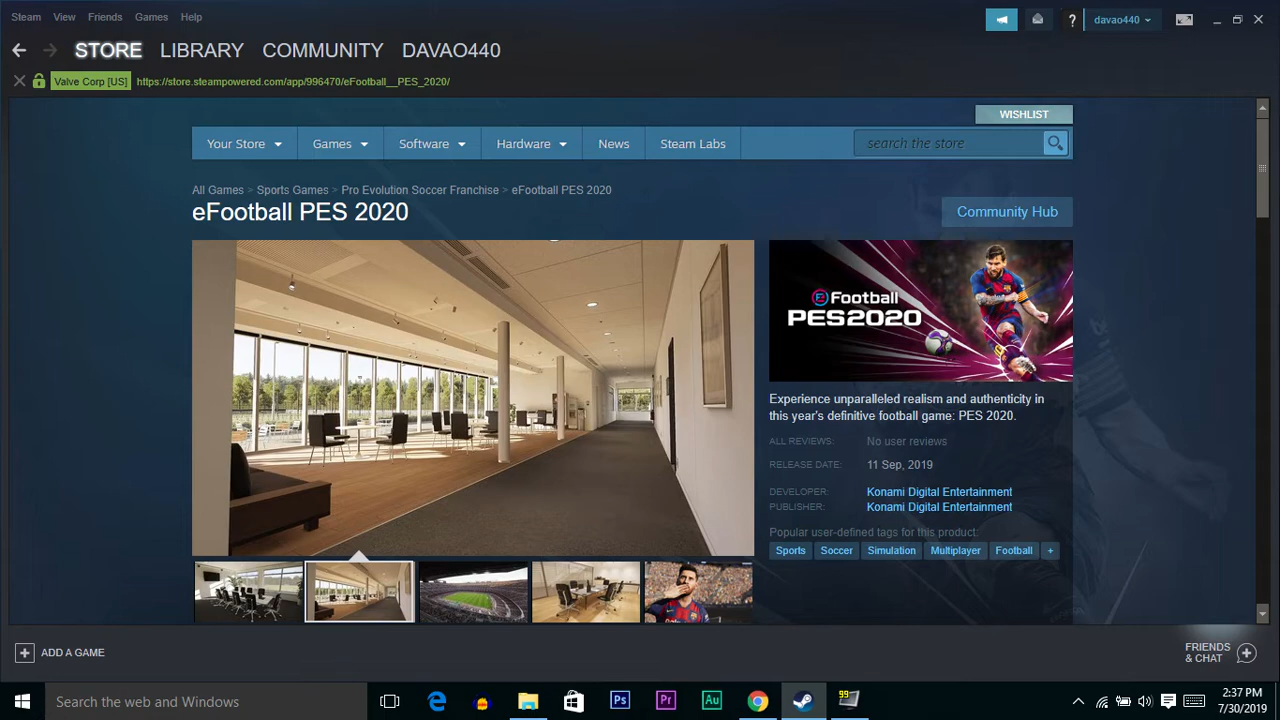 Steam View Friends Games Help
davao440
STORE LIBRARY COMMUNITY DAVAO440
Valve Corp [US] https://store.steampowered.com/app/996470/eFootball__PES_2020/
WISHLIST
Your Store Games Software Hardware News Steam Labs search the store
All Games > Sports Games > Pro Evolution Soccer Franchise > eFootball PES 2020
eFootball PES 2020
Community Hub
Football
PES2020
Experience unparalleled realism and authenticity in
this year's definitive football game: PES 2020.
ALL REVIEWS: No user reviews
RELEASE DATE: 11 Sep, 2019
DEVELOPER: Konami Digital Entertainment
PUBLISHER: Konami Digital Entertainment
Popular user-defined tags for this product:
Sports Soccer Simulation Multiplayer Football +
ADD A GAME
FRIENDS
& CHAT
Search the web and Windows
Ps Pr Au 99
2:37 PM
7/30/2019